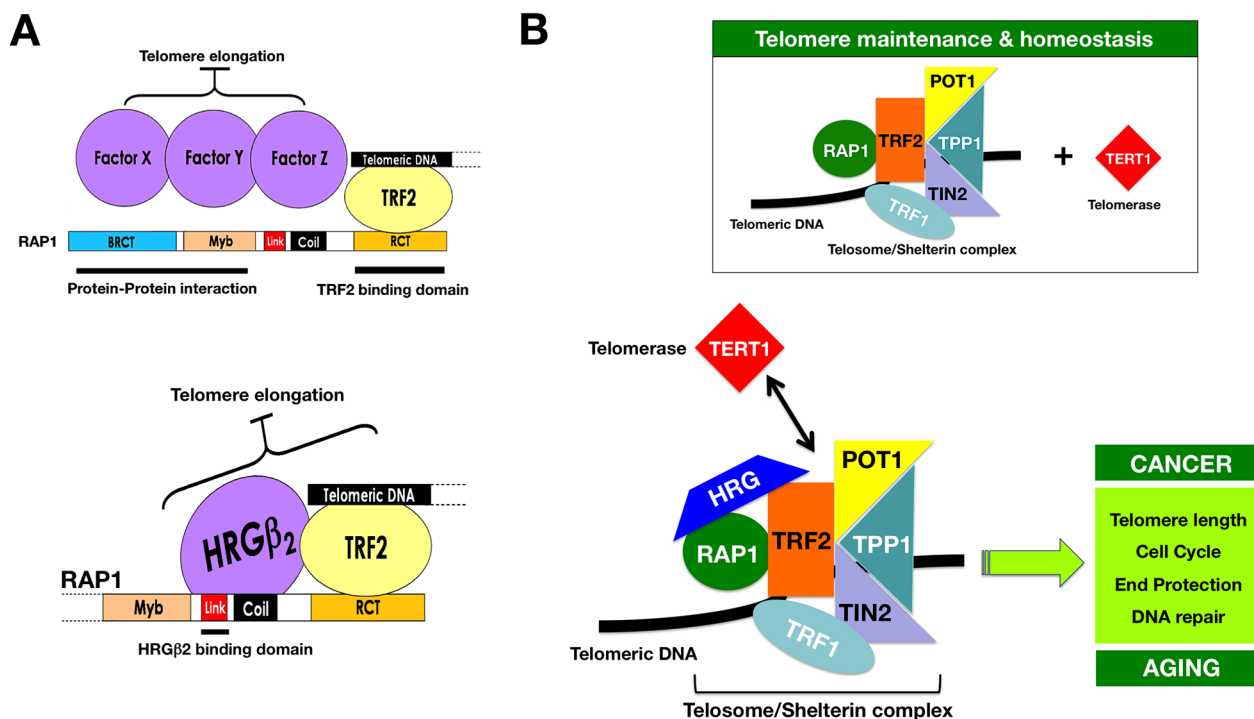 A
Telomere elongation
Factor X
Factor Y
Factor Z
Telomeric DNA
TRF2
RAP1
BRCT
Myb
Link
Coil
RCT
Protein-Protein interaction
TRF2 binding domain
Telomere elongation
HRGβ2
Telomeric DNA
TRF2
RAP1
Myb
Link
Coil
RCT
HRGβ2 binding domain
B
Telomere maintenance & homeostasis
POT1
RAP1
TRF2
TPP1
TIN2
TRF1
Telomeric DNA
Telosome/Shelterin complex
+
TERT1
Telomerase
Telomerase
TERT1
HRG
POT1
RAP1
TRF2
TPP1
TIN2
TRF1
Telomeric DNA
Telosome/Shelterin complex
CANCER
Telomere length
Cell Cycle
End Protection
DNA repair
AGING